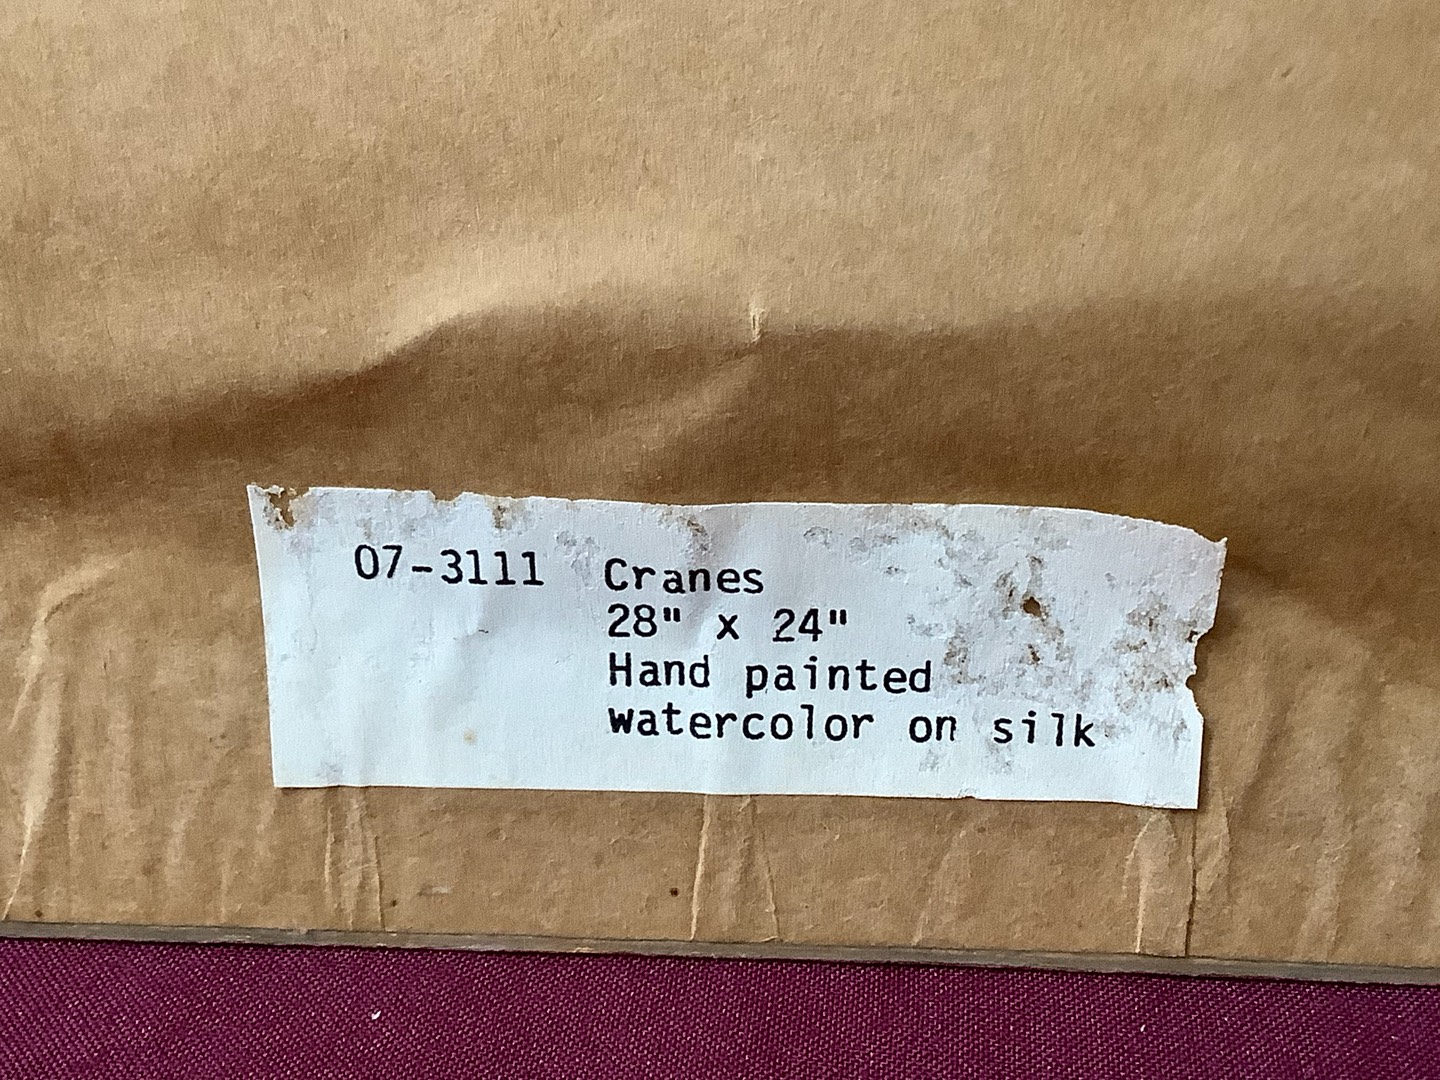 07-3111 Cranes
28" x 24"
Hand painted
watercolor on silk